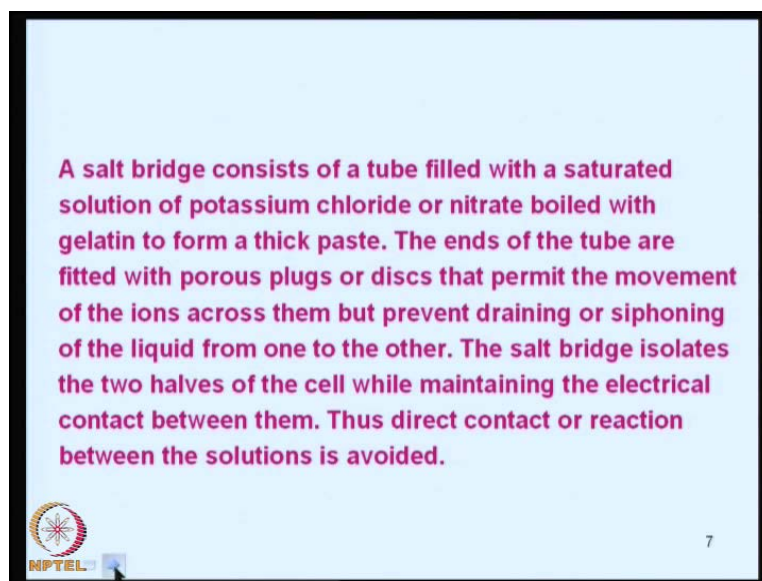 A salt bridge consists of a tube filled with a saturated
solution of potassium chloride or nitrate boiled with
gelatin to form a thick paste. The ends of the tube are
fitted with porous plugs or discs that permit the movement
of the ions across them but prevent draining or siphoning
of the liquid from one to the other. The salt bridge isolates
the two halves of the cell while maintaining the electrical
contact between them. Thus direct contact or reaction
between the solutions is avoided.
7
NPTEL